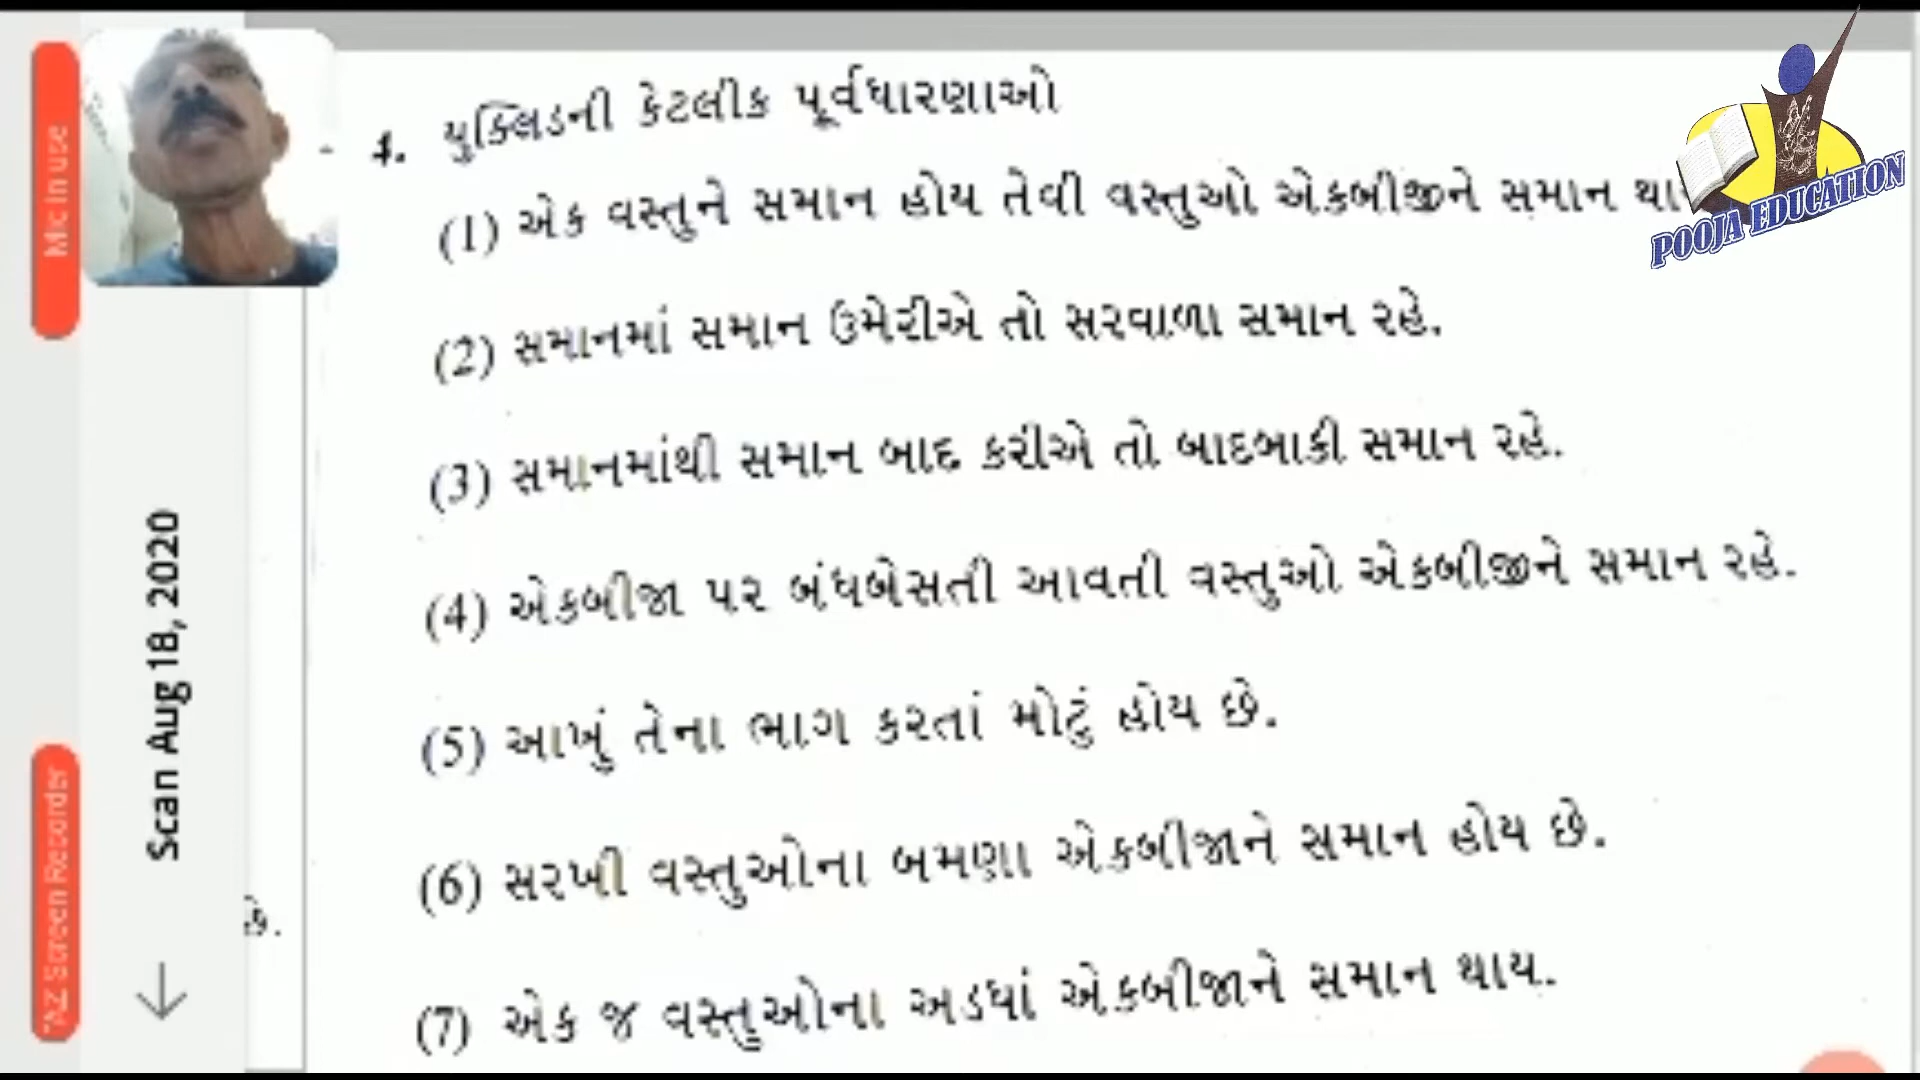 Mic in use
AZ Screen Recorder
Scan Aug 18, 2020
છે.
4. યુક્લિડની કેટલીક પૂર્વધારણાઓ
(1) એક વસ્તુને સમાન હોય તેવી વસ્તુઓ એકબીજીને સમાન
(2) સમાનમાં સમાન ઉમેરીએ તો સરવાળા સમાન રહે.
(3) સમાનમાંથી સમાન બાદ કરીએ તો બાદબાકી સમાન રહે.
(4) એકબીજા પર બંધબેસતી આવતી વસ્તુઓ એકબીજીને સમાન રહે.
(5) આખું તેના ભાગ કરતાં મોટું હોય છે.
(6) સરખી વસ્તુઓના બમણા એકબીજાને સમાન હોય છે.
(7) એક જ વસ્તુઓના અડધાં એકબીજાને સમાન થાય.
POOJA EDUCATION